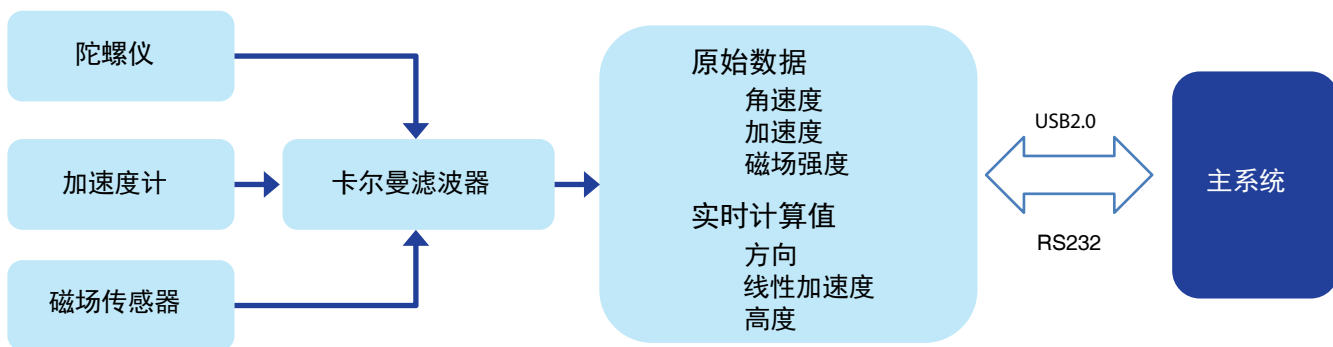 陀螺仪
加速度计
磁场传感器
卡尔曼滤波器
原始数据
角速度
加速度
磁场强度
实时计算值
方向
线性加速度
高度
USB2.0
RS232
主系统